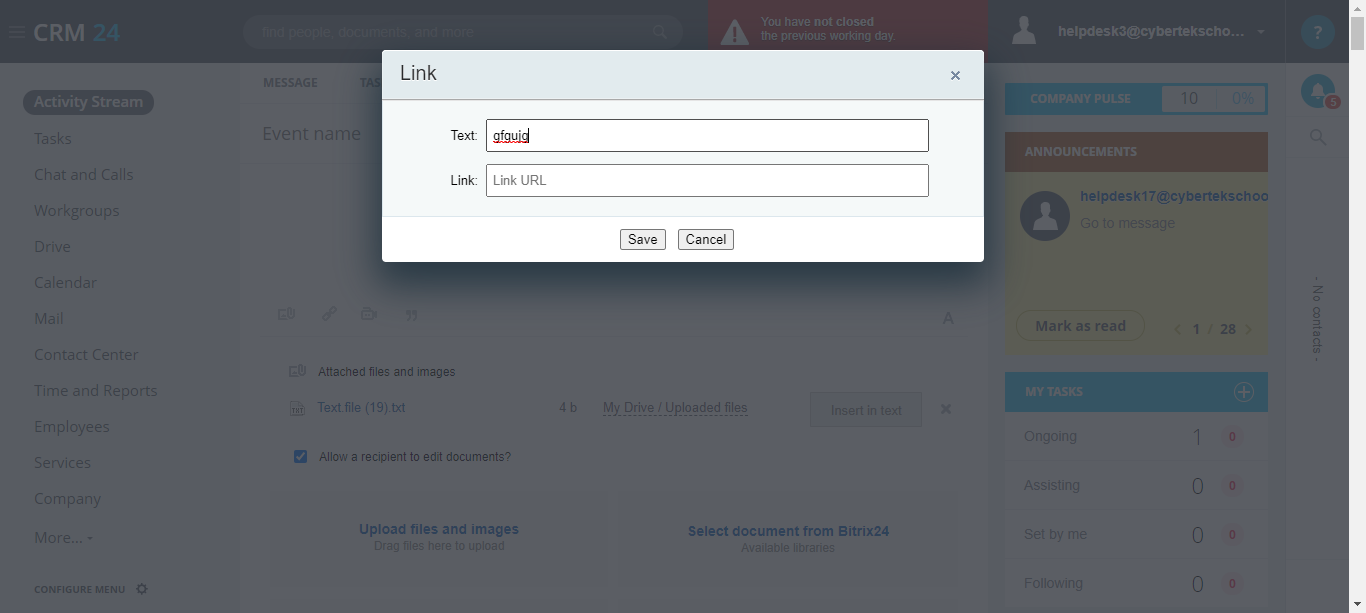 CRM 24
find people, documents, and more
You have not closed
the previous working day.
helpdesk3@cybertekscho...
?
Link
×
Text: gfgujg
Link: Link URL
Save Cancel
MESSAGE TAS
Event name
Activity Stream
Tasks
Chat and Calls
Workgroups
Drive
Calendar
Mail
Contact Center
Time and Reports
Employees
Services
Company
More...
CONFIGURE MENU
A
Attached files and images
Text.file (19).txt 4 b My Drive / Uploaded files Insert in text
Allow a recipient to edit documents?
Upload files and images
Drag files here to upload
Select document from Bitrix24
Available libraries
COMPANY PULSE 10 0%
ANNOUNCEMENTS
helpdesk17@cybertekschoo
Go to message
Mark as read < 1 / 28 >
MY TASKS
Ongoing 1 0
Assisting 0 0
Set by me 0 0
Following 0 0
5
- No contacts -